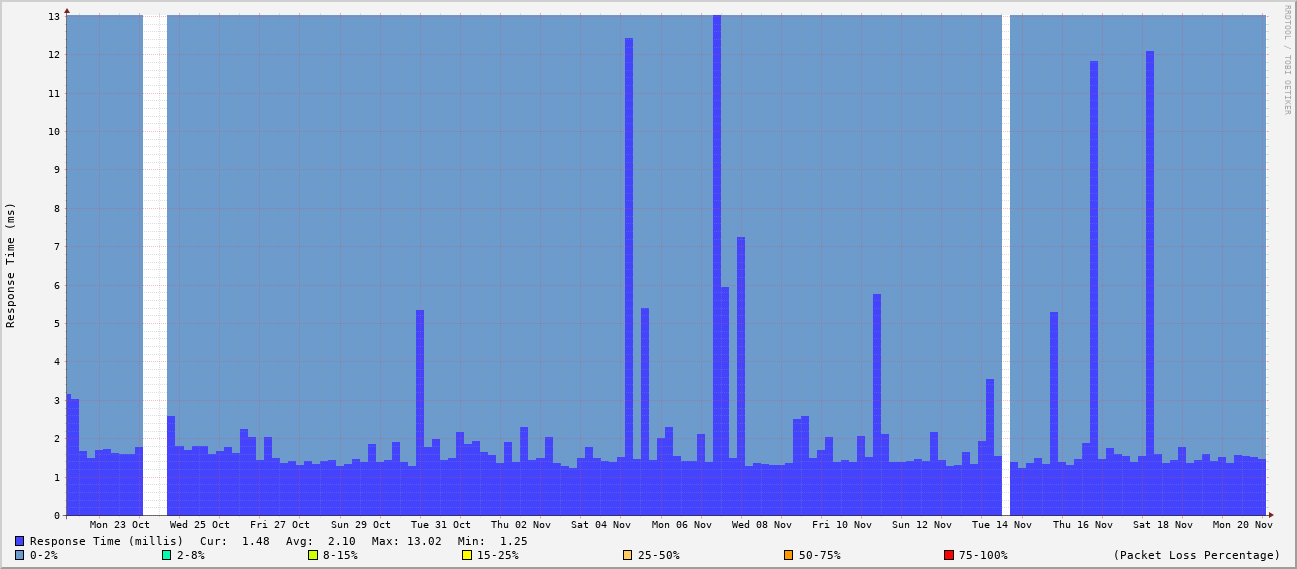 13
12
11
10
9
8
7
6
5
4
3
2
1
0
Response Time (ms)
RRDTOOL / TOBI OETIKER
Mon 23 Oct Wed 25 Oct Fri 27 Oct Sun 29 Oct Tue 31 Oct Thu 02 Nov Sat 04 Nov Mon 06 Nov Wed 08 Nov Fri 10 Nov Sun 12 Nov Tue 14 Nov Thu 16 Nov Sat 18 Nov Mon 20 Nov
Response Time (millis) Cur: 1.48 Avg: 2.10 Max: 13.02 Min: 1.25
0-2% 2-8% 8-15% 15-25% 25-50% 50-75% 75-100% (Packet Loss Percentage)